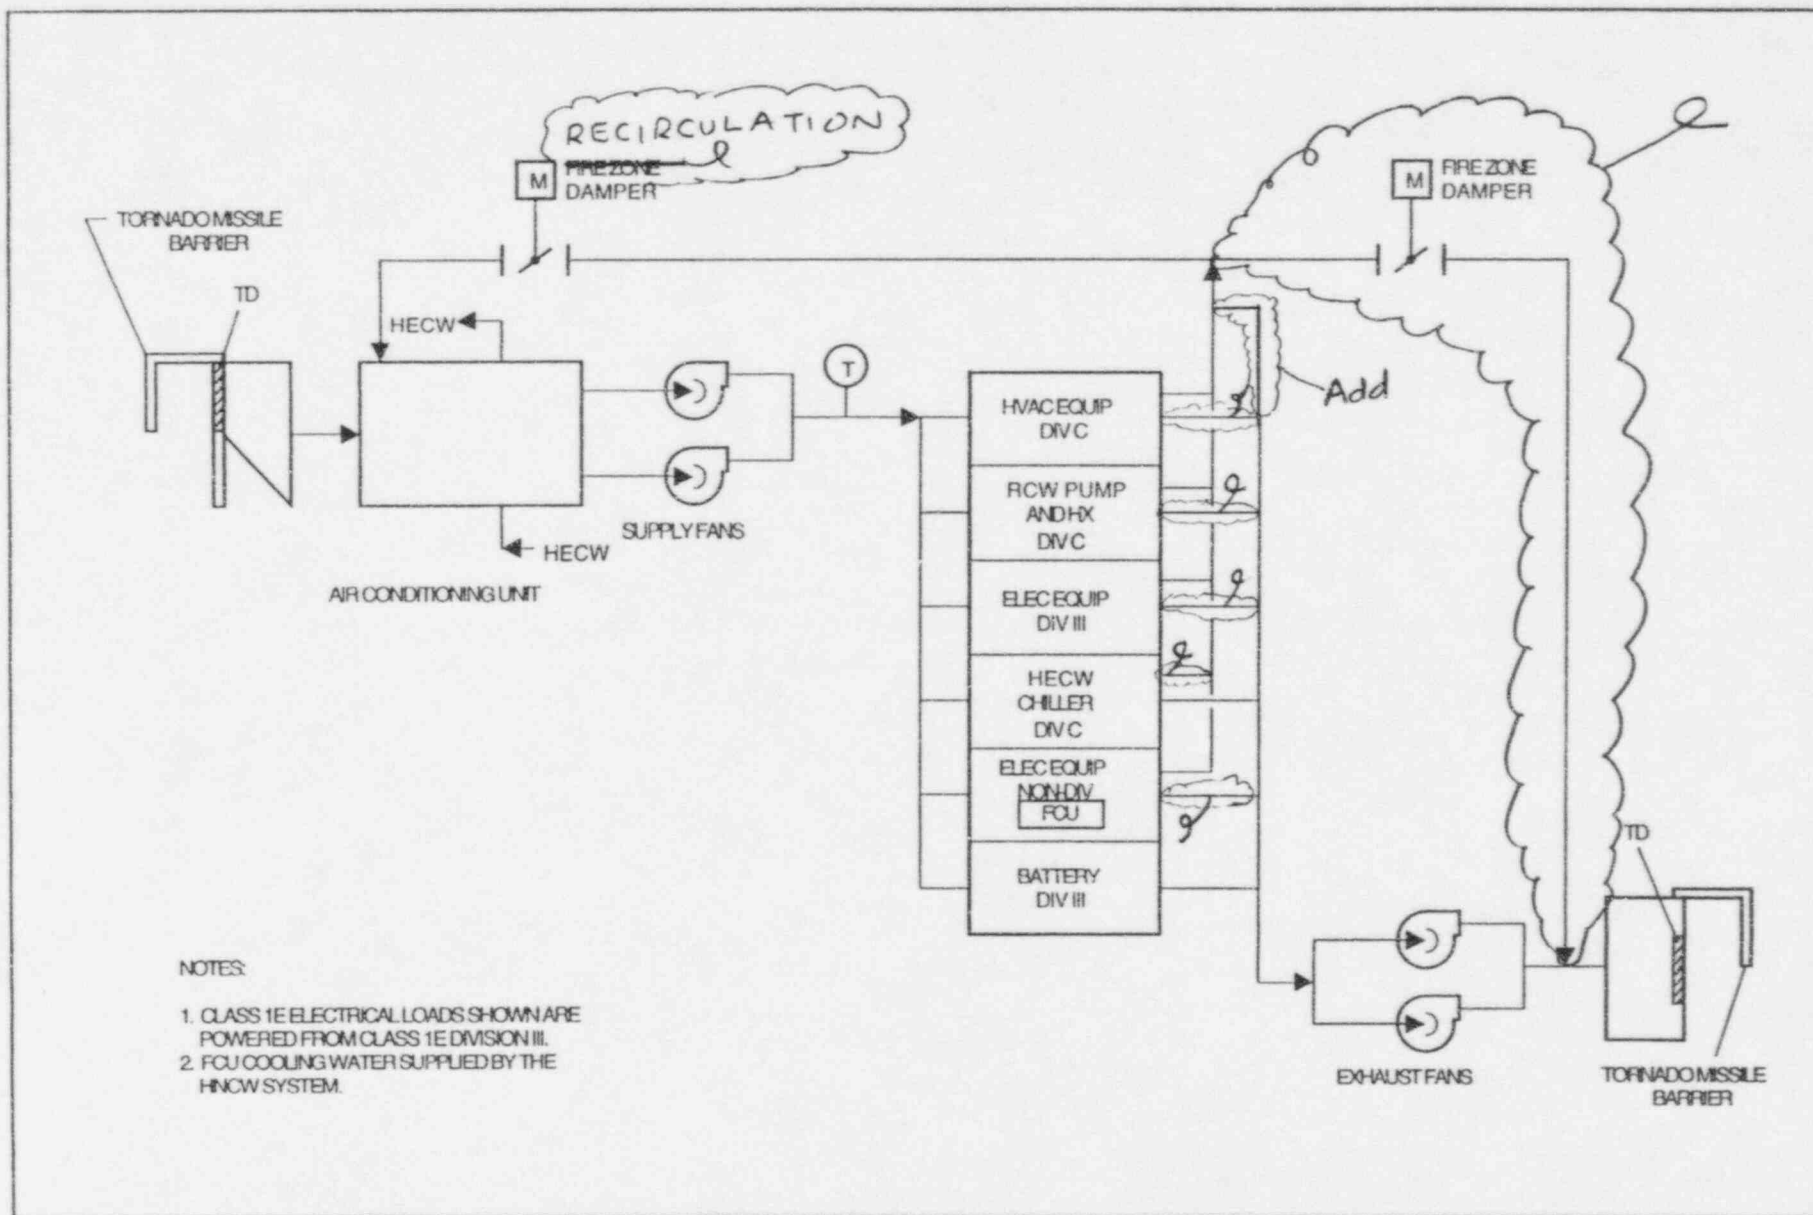 RECIRCULATION
M
FIRE ZONE
DAMPER
M
FIRE ZONE
DAMPER
TORNADO MISSILE
BARRIER
TD
HECW
T
HVAC EQUIP
DIV C
Add
RCW PUMP
AND HX
DIV C
SUPPLY FANS
HECW
AIR CONDITIONING UNIT
ELEC EQUIP
DIV III
HECW
CHILLER
DIV C
ELEC EQUIP
NON-DIV
FCU
TD
BATTERY
DIV III
NOTES:
1. CLASS 1E ELECTRICAL LOADS SHOWN ARE
POWERED FROM CLASS 1E DIVISION III.
2. FCU COOLING WATER SUPPLIED BY THE
HNCW SYSTEM.
EXHAUST FANS
TORNADO MISSILE
BARRIER